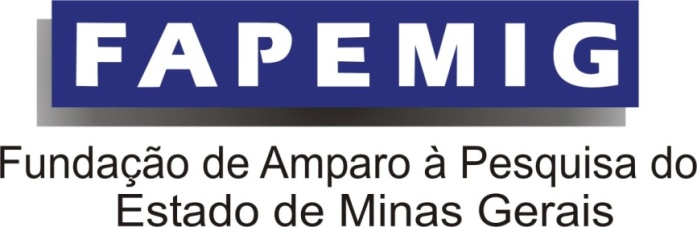 FAPEMIG
Fundação de Amparo à Pesquisa do
Estado de Minas Gerais